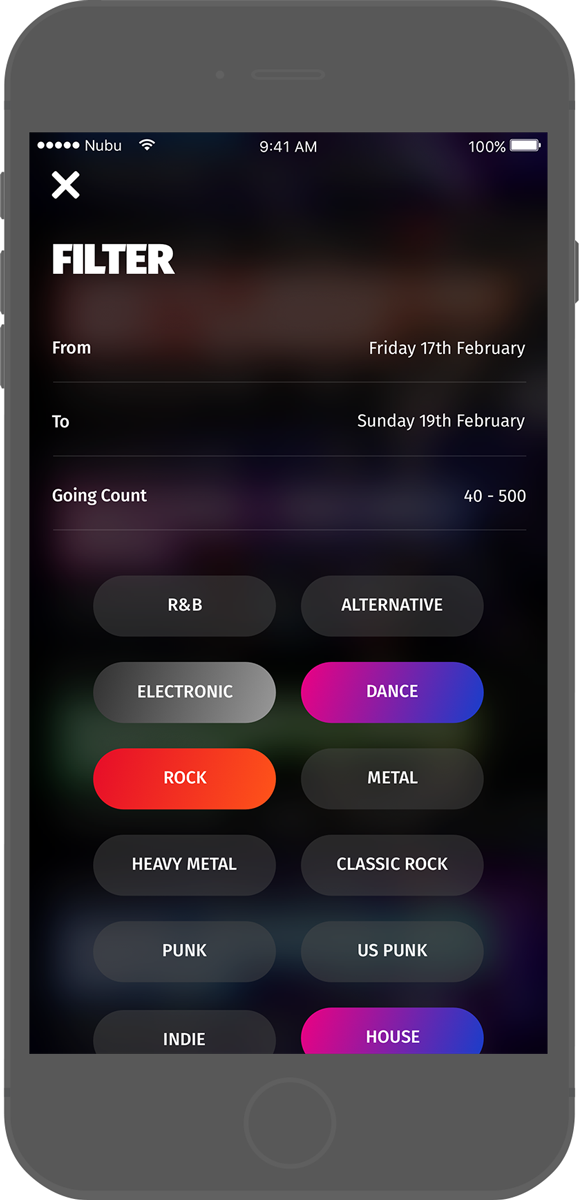 Nubu 9:41 AM 100%
FILTER
From Friday 17th February
To Sunday 19th February
Going Count 40 - 500
R&B ALTERNATIVE
ELECTRONIC DANCE
ROCK METAL
HEAVY METAL CLASSIC ROCK
PUNK US PUNK
INDIE HOUSE